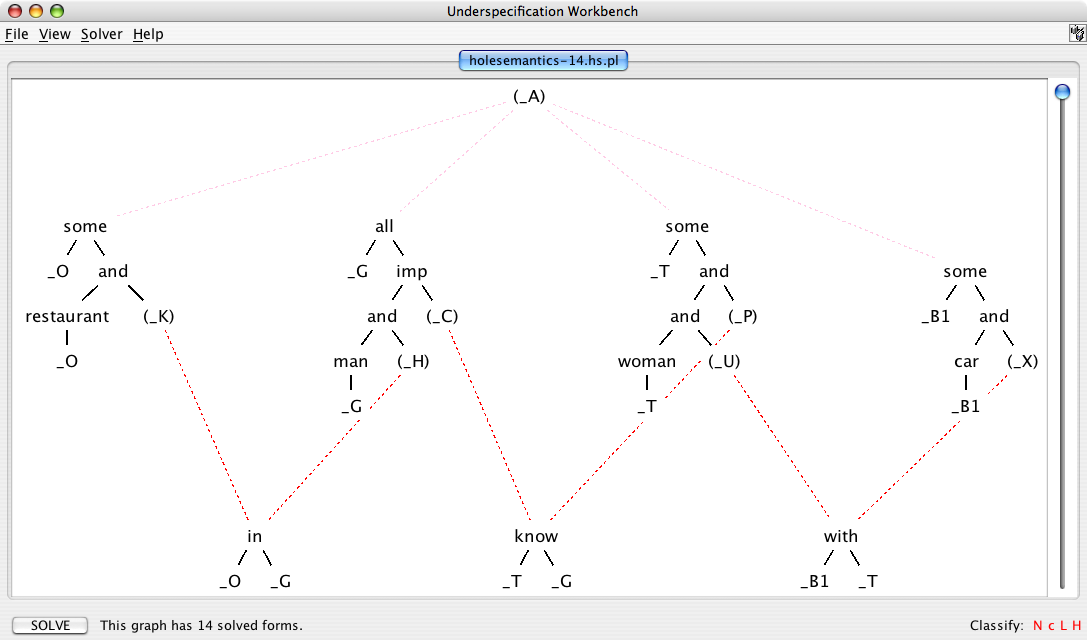 Underspecification Workbench
File View Solver Help
holesemantics-14.hs.pl
(_A)
some all some
_O and _G imp _T and some
restaurant (_K) and (_C) and (_P) _B1 and
_O man (_H) woman (_U) car (_X)
_G _T _B1
in know with
_O _G _T _G _B1 _T
SOLVE This graph has 14 solved forms. Classify: N c L H